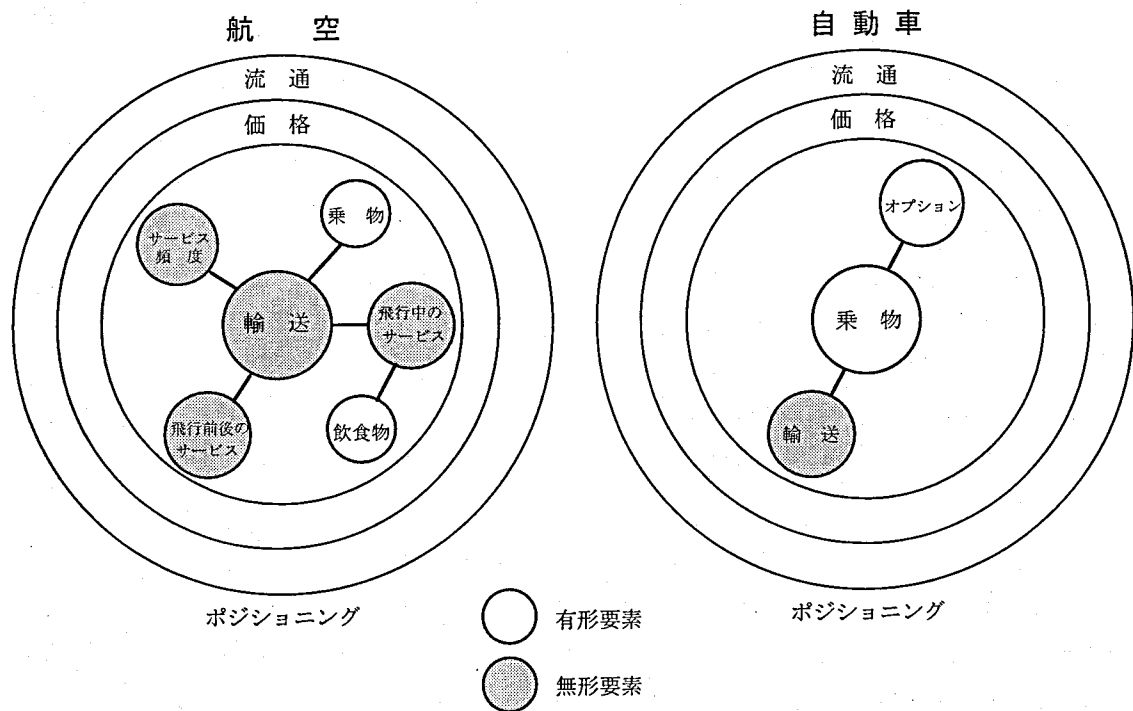 航空
流通
価格
乗物
サービス
頻度
輸送
飛行中の
サービス
飛行前後の
サービス
飲食物
ポジショニング
自動車
流通
価格
オプション
乗物
輸送
ポジショニング
有形要素
無形要素